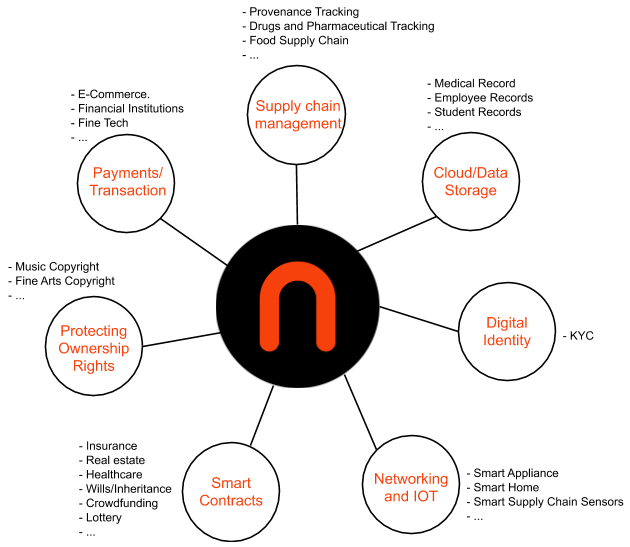 - Provenance Tracking
- Drugs and Pharmaceutical Tracking
- Food Supply Chain
- ...
Supply chain
management
- Medical Record
- Employee Records
- Student Records
- ...
Cloud/Data
Storage
- E-Commerce.
- Financial Institutions
- Fine Tech
- ...
Payments/
Transaction
- Music Copyright
- Fine Arts Copyright
- ...
Protecting
Ownership
Rights
n
Digital
Identity
- KYC
- Insurance
- Real estate
- Healthcare
- Wills/Inheritance
- Crowdfunding
- Lottery
- ...
Smart
Contracts
Networking
and IOT
- Smart Appliance
- Smart Home
- Smart Supply Chain Sensors
- ...